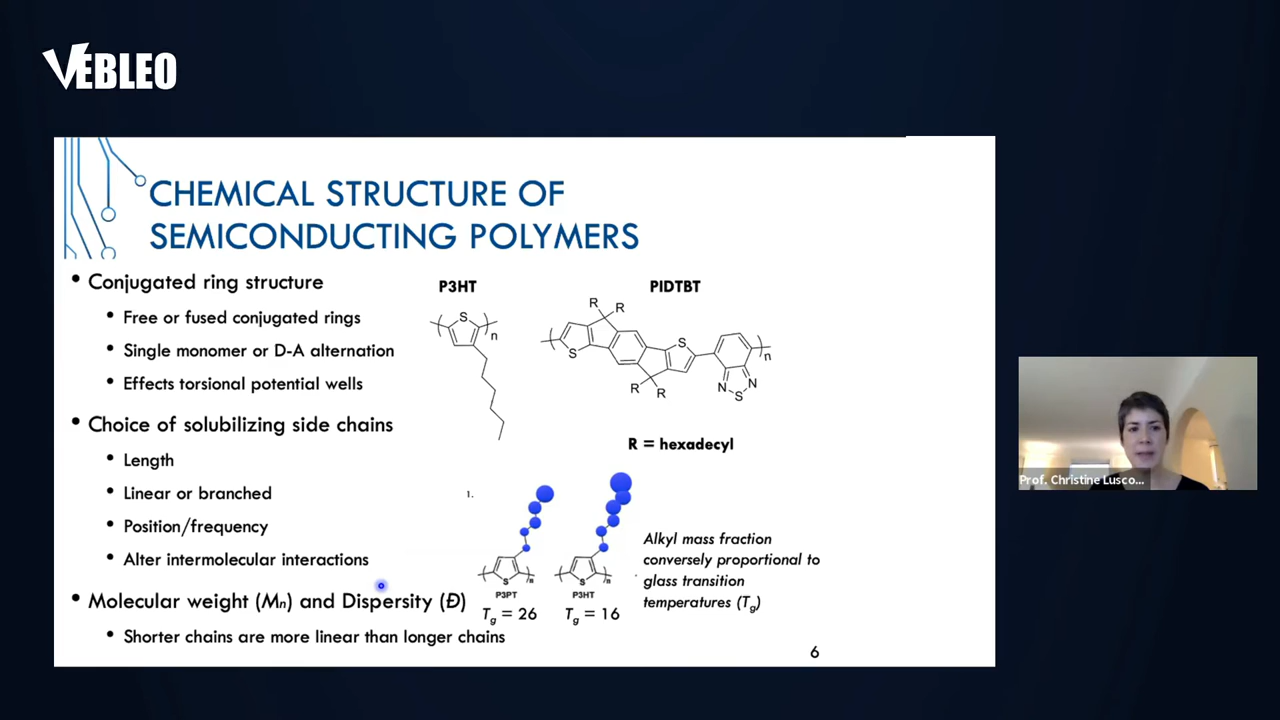 VEBLEO
CHEMICAL STRUCTURE OF
SEMICONDUCTING POLYMERS
• Conjugated ring structure
• Free or fused conjugated rings
• Single monomer or D-A alternation
• Effects torsional potential wells
• Choice of solubilizing side chains
• Length
• Linear or branched
• Position/frequency
• Alter intermolecular interactions
• Molecular weight (Mn) and Dispersity (Đ)
• Shorter chains are more linear than longer chains
P3HT
S
n
PIDTBT
R R
S
S
n
R R
N N
S
R = hexadecyl
1.
S
n
P3PT
Tg = 26
S
n
P3HT
Tg = 16
Alkyl mass fraction
conversely proportional to
glass transition
temperatures (Tg)
6
Prof. Christine Lusco...